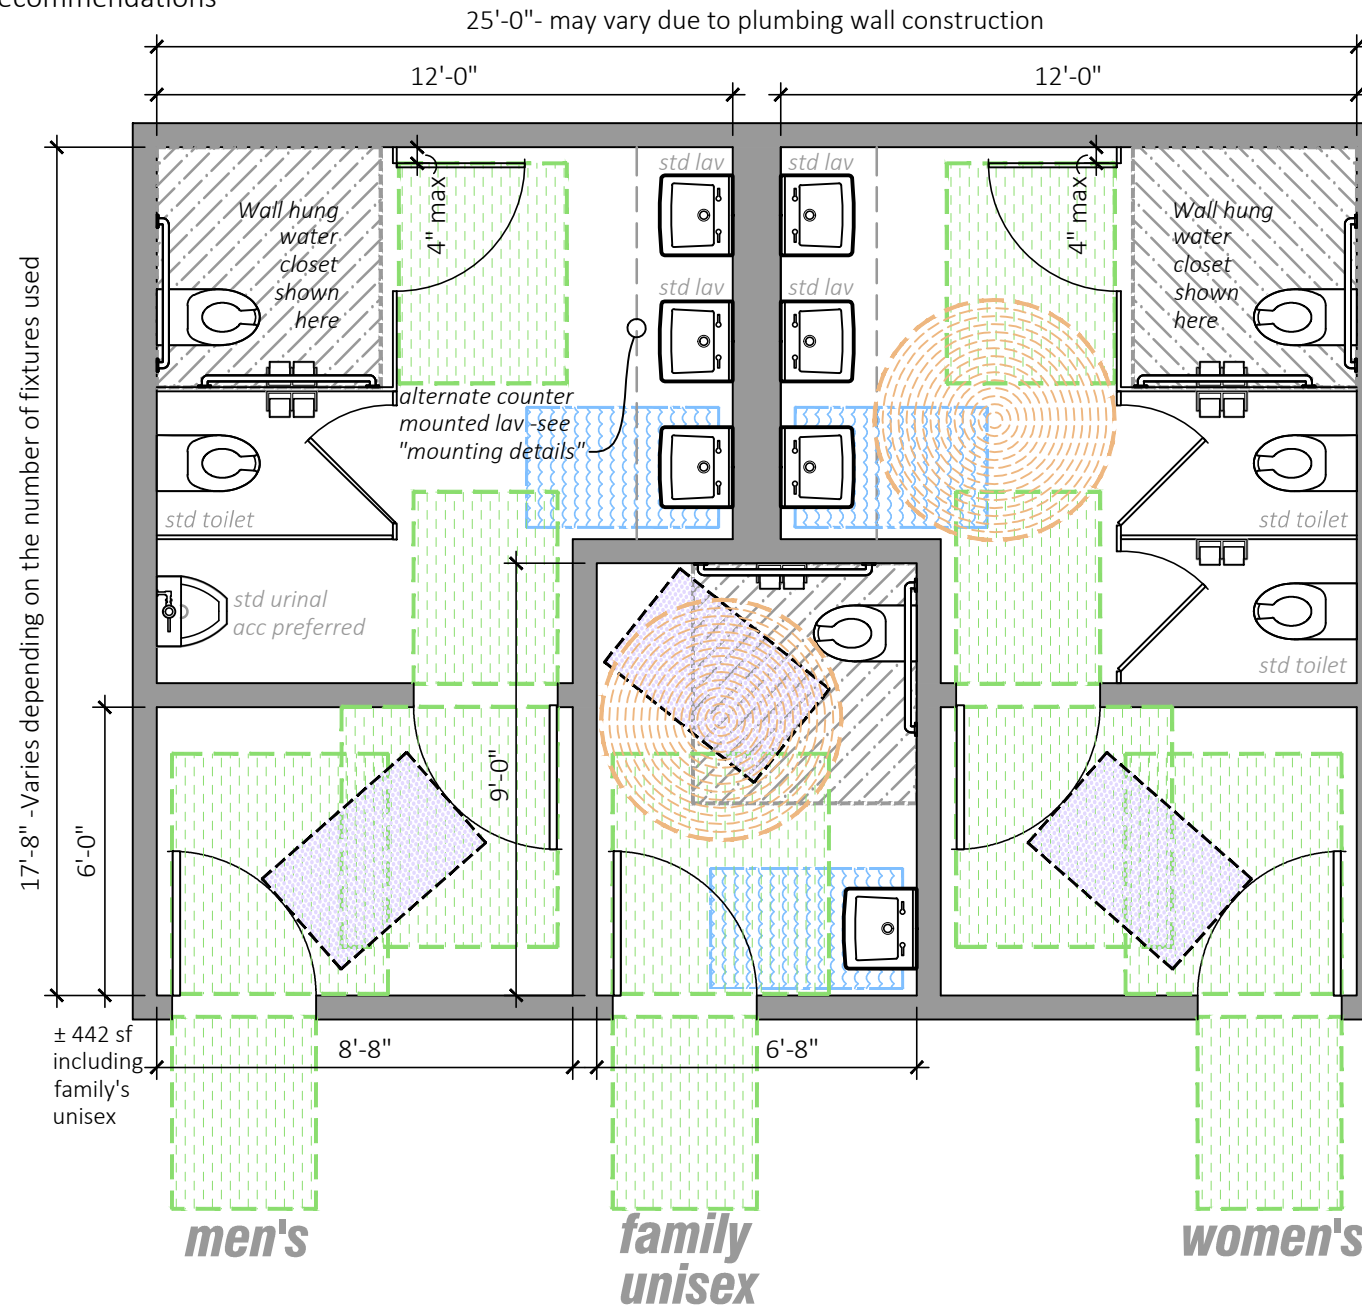 ecommendations
25'-0"- may vary due to plumbing wall construction
12'-0"
12'-0"
std lav
std lav
4" max
4" max
Wall hung
water
closet
shown
here
Wall hung
water
closet
shown
here
std lav
std lav
alternate counter
mounted lav -see
"mounting details"
std toilet
std toilet
std urinal
acc preferred
std toilet
17'-8" -Varies depending on the number of fixtures used
6'-0"
9'-0"
± 442 sf
including
family's
unisex
8'-8"
6'-8"
men's
family
unisex
women's